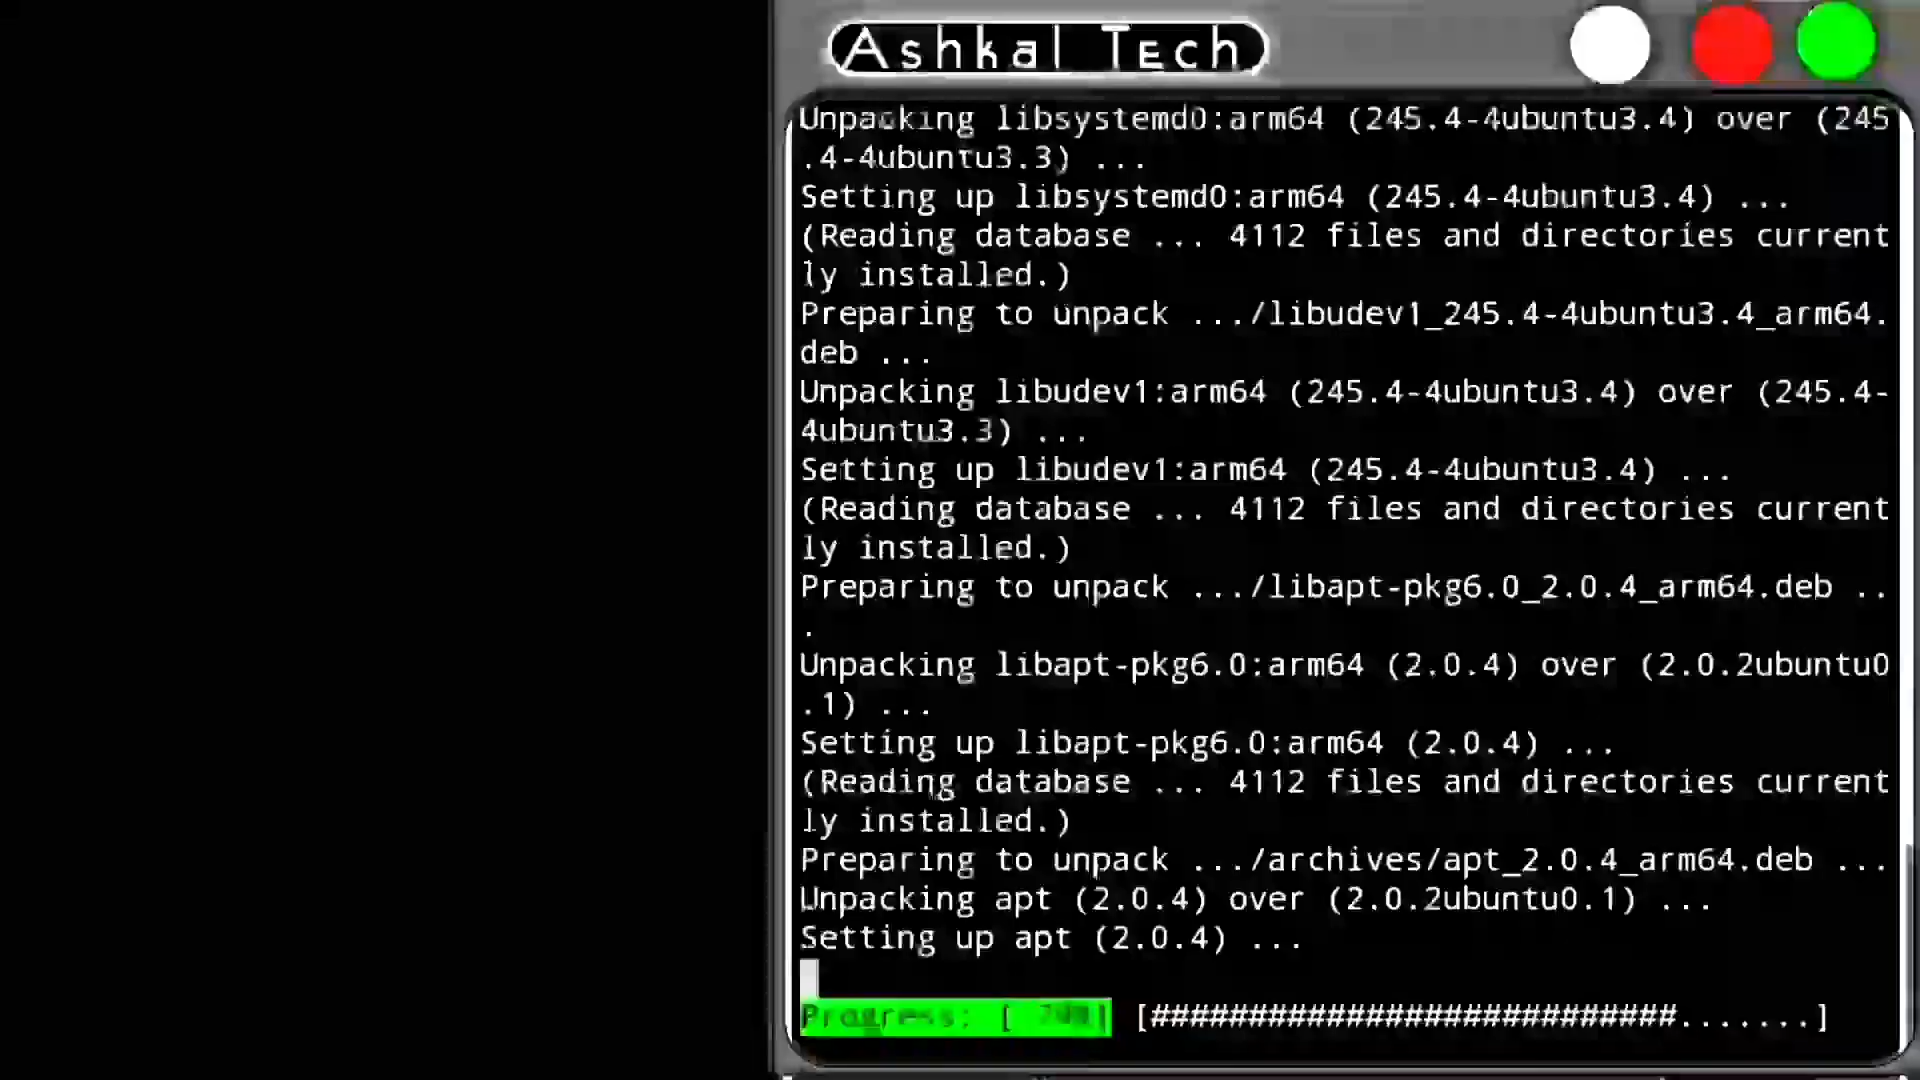 Ashkal Tech
Unpacking libsystemd0:arm64 (245.4-4ubuntu3.4) over (245
.4-4ubuntu3.3) ...
Setting up libsystemd0:arm64 (245.4-4ubuntu3.4) ...
(Reading database ... 4112 files and directories current
ly installed.)
Preparing to unpack .../libudev1_245.4-4ubuntu3.4_arm64.
deb ...
Unpacking libudev1:arm64 (245.4-4ubuntu3.4) over (245.4-
4ubuntu3.3) ...
Setting up libudev1:arm64 (245.4-4ubuntu3.4) ...
(Reading database ... 4112 files and directories current
ly installed.)
Preparing to unpack .../libapt-pkg6.0_2.0.4_arm64.deb ..
.
Unpacking libapt-pkg6.0:arm64 (2.0.4) over (2.0.2ubuntu0
.1) ...
Setting up libapt-pkg6.0:arm64 (2.0.4) ...
(Reading database ... 4112 files and directories current
ly installed.)
Preparing to unpack .../archives/apt_2.0.4_arm64.deb ...
Unpacking apt (2.0.4) over (2.0.2ubuntu0.1) ...
Setting up apt (2.0.4) ...
Progress: [ ] [###########################.......]